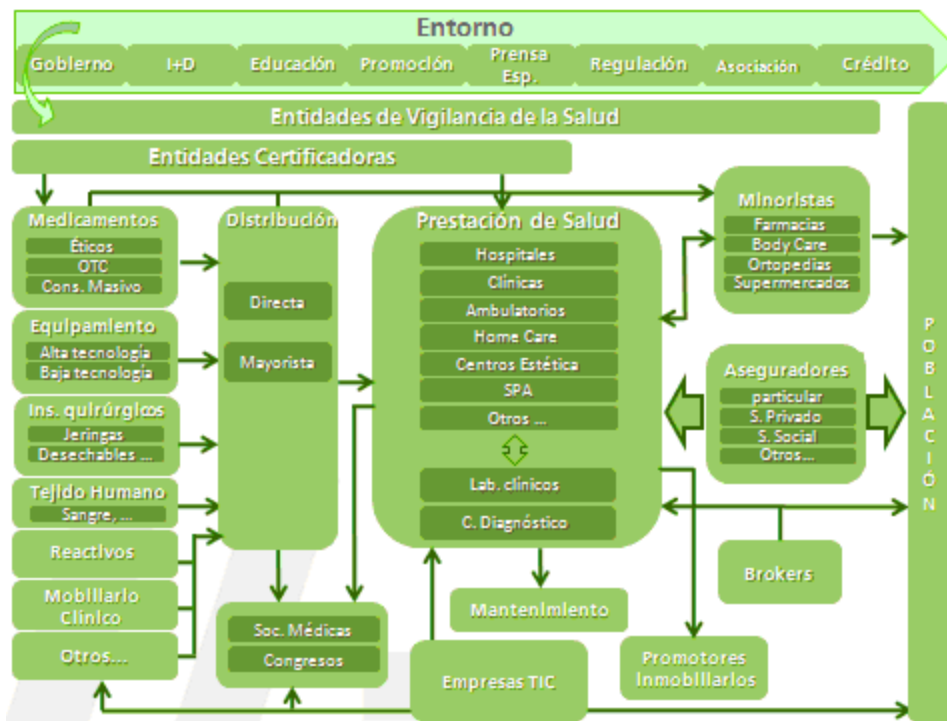 Entorno
Gobierno
I+D
Educación
Promoción
Prensa
Esp.
Regulación
Asociación
Crédito
Entidades de Vigilancia de la Salud
Entidades Certificadoras
Medicamentos
Éticos
OTC
Cons. Masivo
Equipamiento
Alta tecnología
Baja tecnología
Ins. quirúrgicos
Jeringas
Desechables ...
Tejido Humano
Sangre, ...
Reactivos
Mobiliario
Clínico
Otros...
Distribución
Directa
Mayorista
Soc. Médicas
Congresos
Prestación de Salud
Hospitales
Clínicas
Ambulatorios
Home Care
Centros Estética
SPA
Otros ...
Lab. clínicos
C. Diagnóstico
Mantenimiento
Empresas TIC
Minoristas
Farmacias
Body Care
Ortopedias
Supermercados
Aseguradores
particular
S. Privado
S. Social
Otros...
Brokers
Promotores
Inmobiliarios
POBLACIÓN